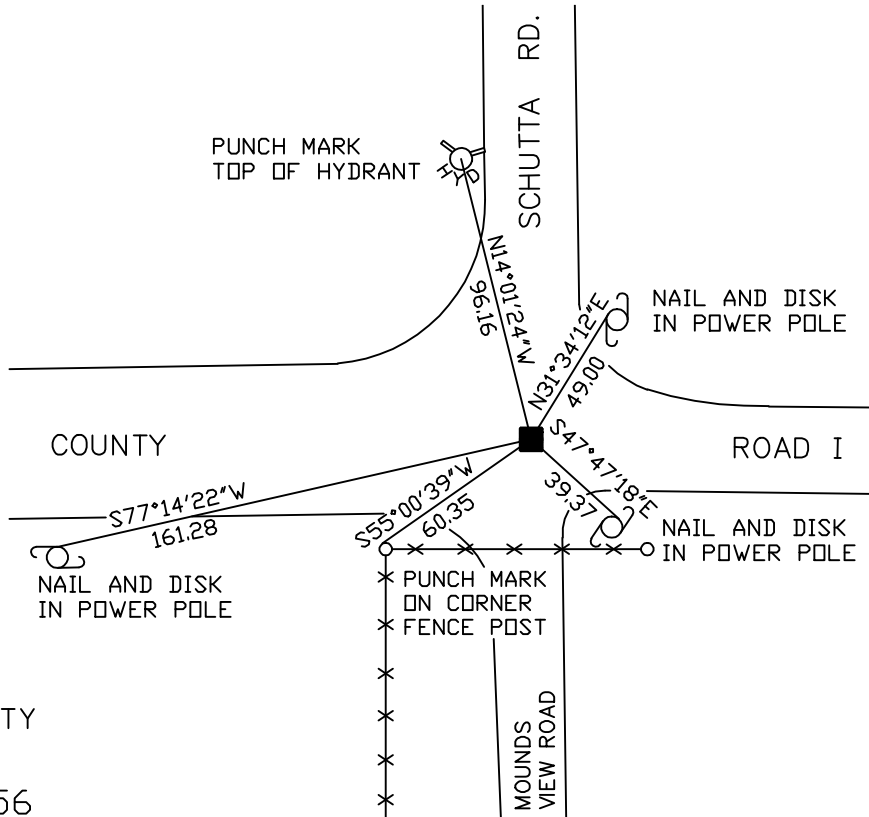 SCHUTTA RD.
PUNCH MARK
TOP OF HYDRANT
HYD
N14°01'24"W
96.16
NAIL AND DISK
IN POWER POLE
N31°34'12"E
49.00
COUNTY
ROAD I
S47°47'18"E
39.37
S77°14'22"W
161.28
S55°00'39"W
60.35
NAIL AND DISK
IN POWER POLE
NAIL AND DISK
IN POWER POLE
PUNCH MARK
ON CORNER
FENCE POST
MOUNDS
VIEW ROAD
TY
56